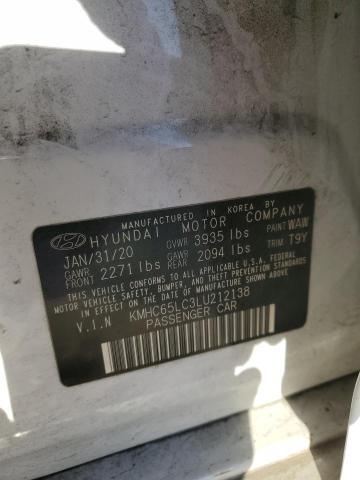 MANUFACTURED BY
HYUNDAI MOTOR COMPANY
JAN/31/20 GVWR 3935 lbs PAINT WAW
GAWR FRONT 2271 lbs GAWR REAR 2094 lbs TRIM T9Y
THIS VEHICLE CONFORMS TO ALL APPLICABLE U.S.A. FEDERAL
MOTOR VEHICLE SAFETY, BUMPER, AND THEFT PREVENTION
STANDARDS IN EFFECT ON THE DATE OF MANUFACTURE SHOWN ABOVE.
V.I.N KMHC65LC3LU212138
PASSENGER CAR